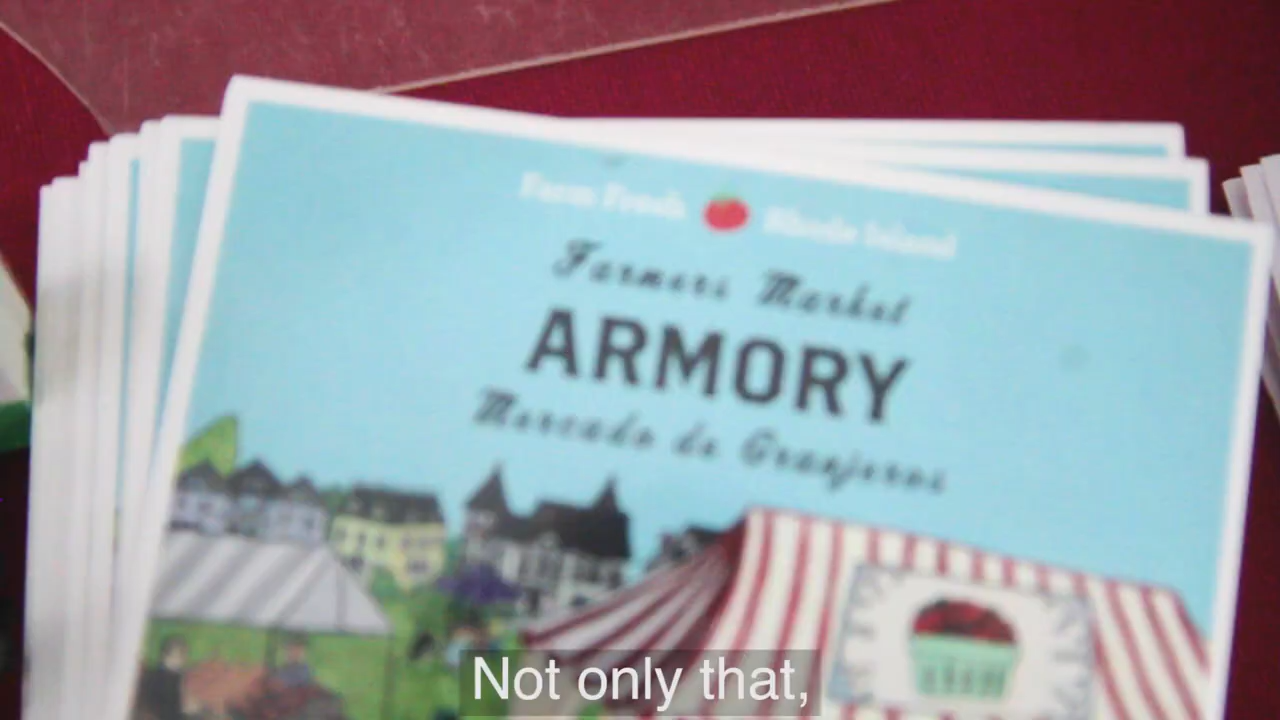 Farm Fresh Rhode Island
Farmers Market
ARMORY
Mercado de Granjeros
Not only that,